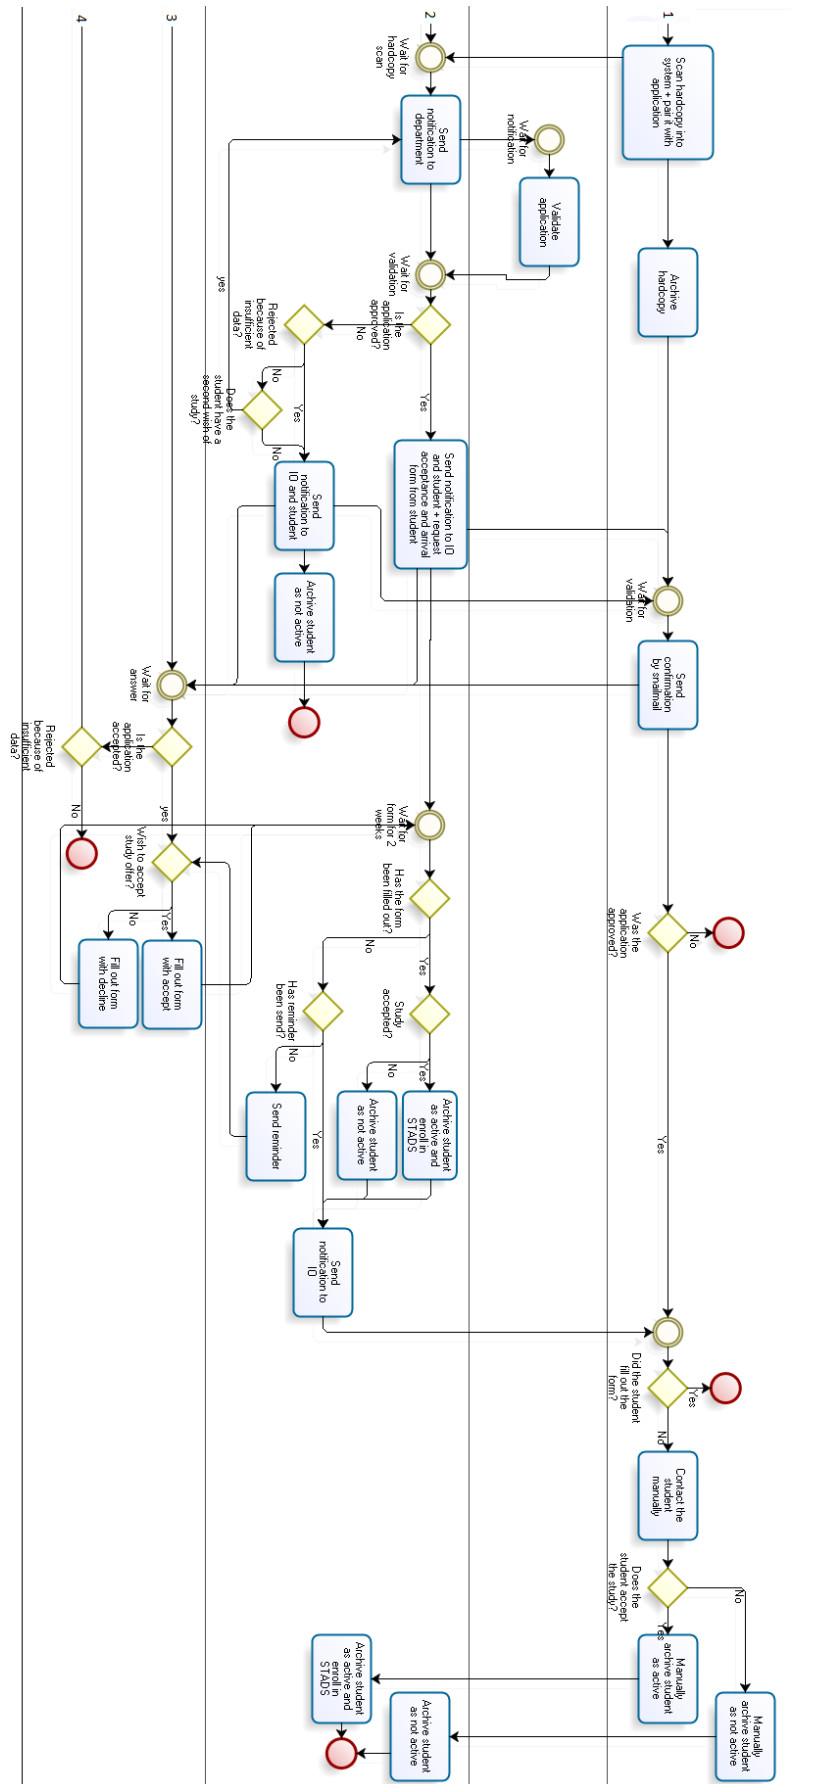 1
Scan hardcopy into
system + pair it with
application
Archive
hardcopy
Wait for
validation
Send
confirmation
by snailmail
Was the
application
approved?
No
Yes
Did the student
fill out the
form?
Yes
No
Contact the
student
manually
Does the
student accept
the study?
No
Yes
Manually
archive student
as active
Manually
archive student
as not active
Wait for
notification
Validate
application
2
Wait for
hardcopy
scan
Send
notification to
department
Wait for
validation
Is the
application
approved?
Yes
No
Send notification to IO
and student + request
acceptance and arrival
form from student
Rejected
because of
insufficient
data?
No
Yes
yes
Does the
student have a
second wish of
study?
No
Send
notification to
IO and student
Archive student
as not active
Wait for
form for 2
weeks
Has the form
been filled out?
Yes
No
Study
accepted?
Yes
No
Archive student
as active and
enroll in
STADS
Archive student
as not active
Has reminder
been send?
No
Yes
Send reminder
Send
notification to
IO
Archive student
as active and
enroll in
STADS
Archive student
as not active
3
Wait for
answer
Is the
application
accepted?
yes
Wish to accept
study offer?
Yes
No
Fill out form
with accept
Fill out form
with decline
4
Rejected
because of
insufficient
data?
No